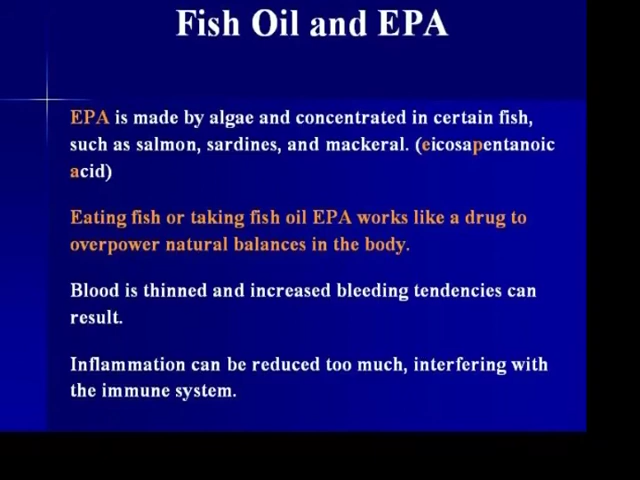 Fish Oil and EPA
EPA is made by algae and concentrated in certain fish,
such as salmon, sardines, and mackeral. (eicosapentanoic
acid)
Eating fish or taking fish oil EPA works like a drug to
overpower natural balances in the body.
Blood is thinned and increased bleeding tendencies can
result.
Inflammation can be reduced too much, interfering with
the immune system.